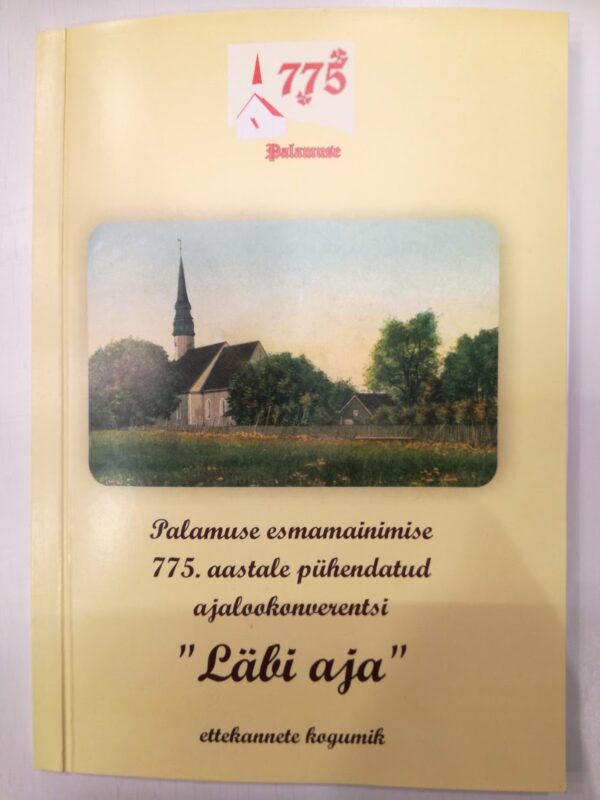 775
Palamuse
Palamuse esmamainimise
775. aastale pühendatud
ajalookonverentsi
"Läbi aja"
ettekannete kogumik